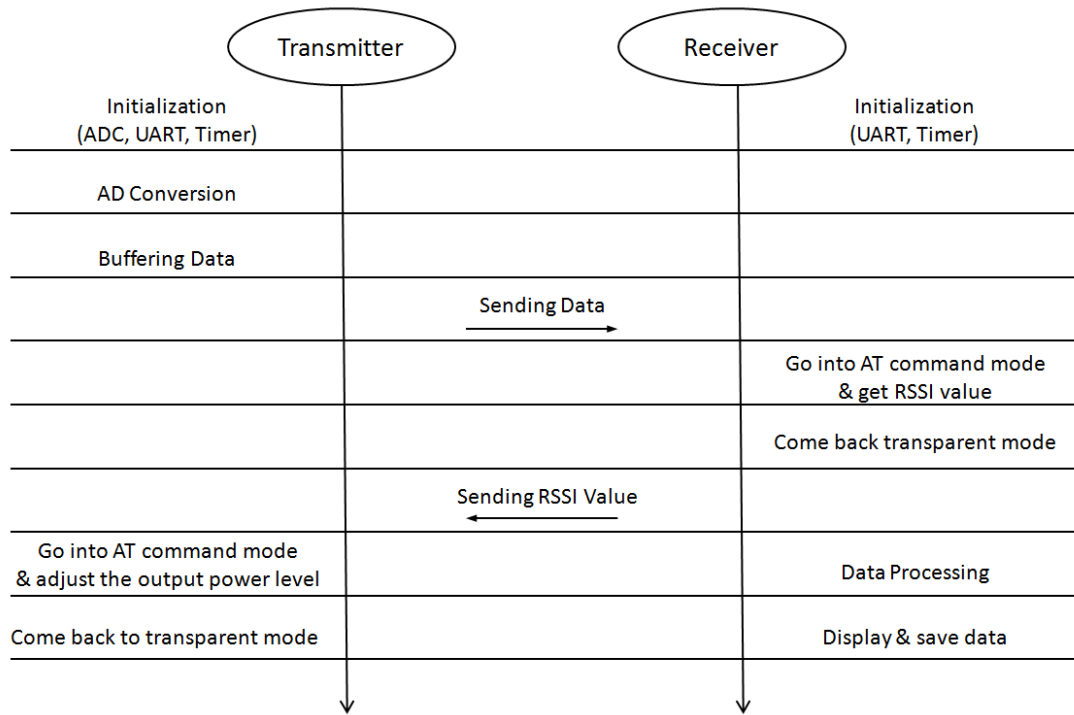 Transmitter
Receiver
Initialization
(ADC, UART, Timer)
Initialization
(UART, Timer)
AD Conversion
Buffering Data
Sending Data
Go into AT command mode
& get RSSI value
Come back transparent mode
Sending RSSI Value
Go into AT command mode
& adjust the output power level
Data Processing
Come back to transparent mode
Display & save data